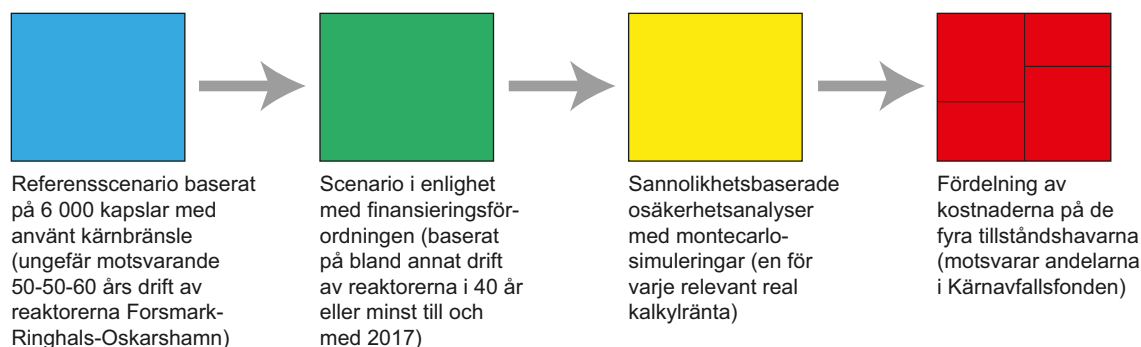 Referensscenario baserat
på 6 000 kapslar med
använt kärnbränsle
(ungefär motsvarande
50-50-60 års drift av
reaktorerna Forsmark-
Ringhals-Oskarshamn)
Scenario i enlighet
med finansieringsför-
ordningen (baserat
på bland annat drift
av reaktorerna i 40 år
eller minst till och
med 2017)
Sannolikhetsbaserade
osäkerhetsanalyser
med montecarlo-
simuleringar (en för
varje relevant real
kalkylränta)
Fördelning av
kostnaderna på de
fyra tillståndshavarna
(motsvarar andelarna
i Kärnavfallsfonden)